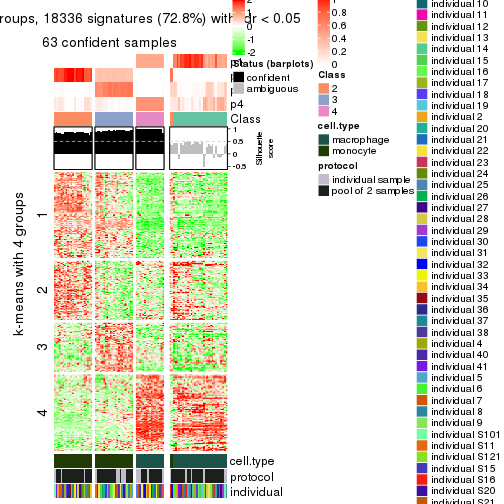 roups, 18336 signatures (72.8%) with
dr < 0.05
63 confident samples
p4
Class
1
0.5
0
-0.5
Silhouette
score
k-means with 4 groups
1
2
3
4
cell.type
protocol
individual
2
1
0
-1
-2
Status (barplots)
confident
ambiguous
0.8
0.6
0.4
0.2
0
Class
2
3
4
cell.type
macrophage
monocyte
protocol
individual sample
pool of 2 samples
individual 10
individual 11
individual 12
individual 13
individual 14
individual 15
individual 16
individual 17
individual 18
individual 19
individual 2
individual 20
individual 21
individual 22
individual 23
individual 24
individual 25
individual 26
individual 27
individual 28
individual 29
individual 30
individual 31
individual 32
individual 33
individual 34
individual 35
individual 36
individual 37
individual 38
individual 4
individual 40
individual 41
individual 5
individual 6
individual 7
individual 8
individual 9
individual S101
individual S11
individual S121
individual S15
individual S16
individual S20
individual S21